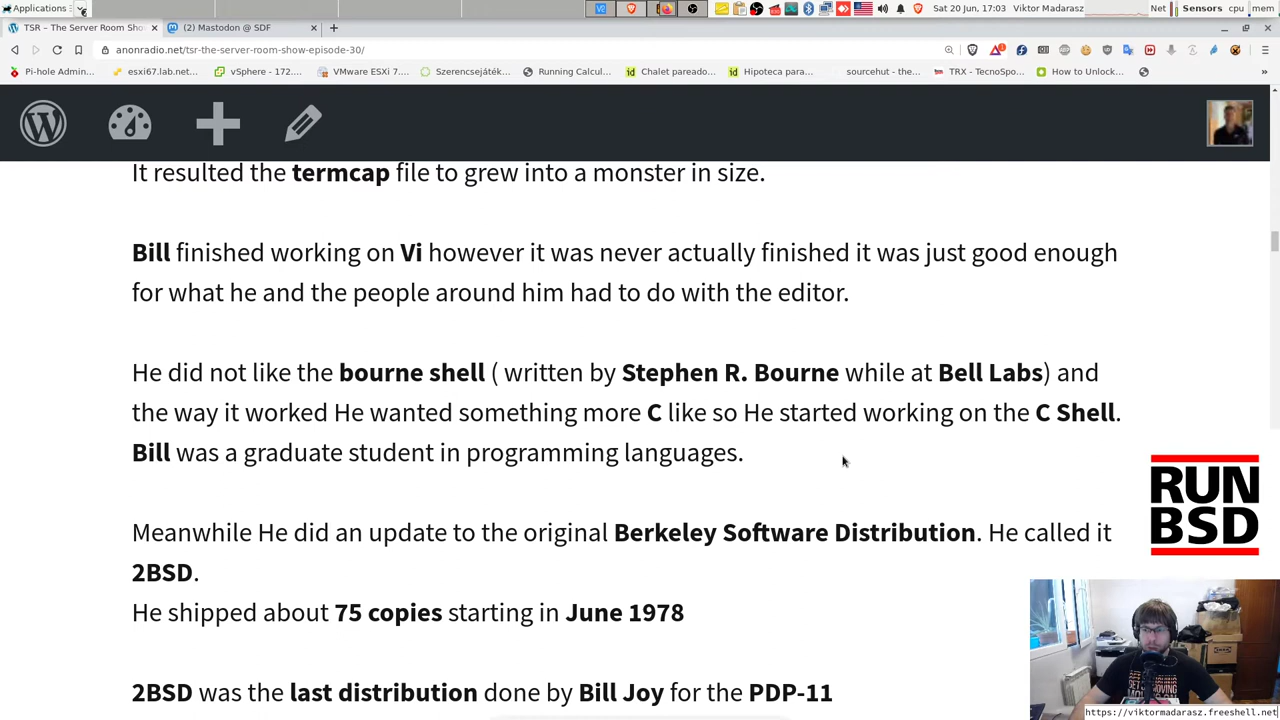 Applications
Sat 20 Jun, 17:03 Viktor Madarasz
Net Sensors cpu mem
TSR - The Server Room Sho
(2) Mastodon @ SDF
anonradio.net/tsr-the-server-room-show-episode-30/
Pi-hole Admin... esxi67.lab.net... vSphere - 172.... VMware ESXi 7.... Szerencsejáték... Running Calcul... Chalet pareado... Hipoteca para... sourcehut - the... TRX - TecnoSpo... How to Unlock...
It resulted the termcap file to grew into a monster in size.
Bill finished working on Vi however it was never actually finished it was just good enough
for what he and the people around him had to do with the editor.
He did not like the bourne shell ( written by Stephen R. Bourne while at Bell Labs) and
the way it worked He wanted something more C like so He started working on the C Shell.
Bill was a graduate student in programming languages.
Meanwhile He did an update to the original Berkeley Software Distribution. He called it
2BSD.
He shipped about 75 copies starting in June 1978
2BSD was the last distribution done by Bill Joy for the PDP-11
RUN
BSD
https://viktormadarasz.freeshell.net